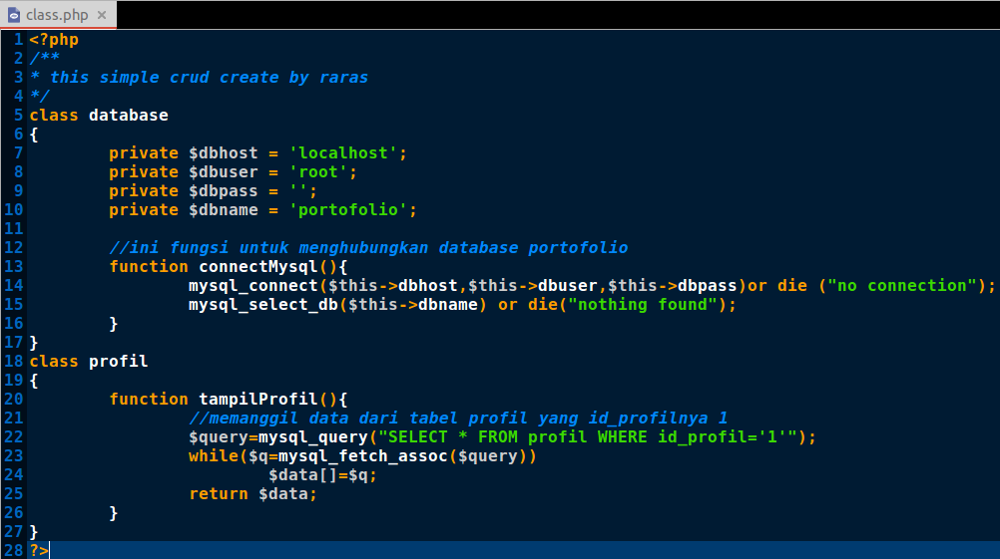 class.php ×
1 <?php
2 /**
3 * this simple crud create by raras
4 */
5 class database
6 {
7         private $dbhost = 'localhost';
8         private $dbuser = 'root';
9         private $dbpass = '';
10         private $dbname = 'portofolio';
11
12         //ini fungsi untuk menghubungkan database portofolio
13         function connectMysql(){
14                 mysql_connect($this->dbhost,$this->dbuser,$this->dbpass)or die ("no connection");
15                 mysql_select_db($this->dbname) or die("nothing found");
16         }
17 }
18 class profil
19 {
20         function tampilProfil(){
21                 //memanggil data dari tabel profil yang id_profilnya 1
22                 $query=mysql_query("SELECT * FROM profil WHERE id_profil='1'");
23                 while($q=mysql_fetch_assoc($query))
24                         $data[]=$q;
25                 return $data;
26         }
27 }
28 ?>